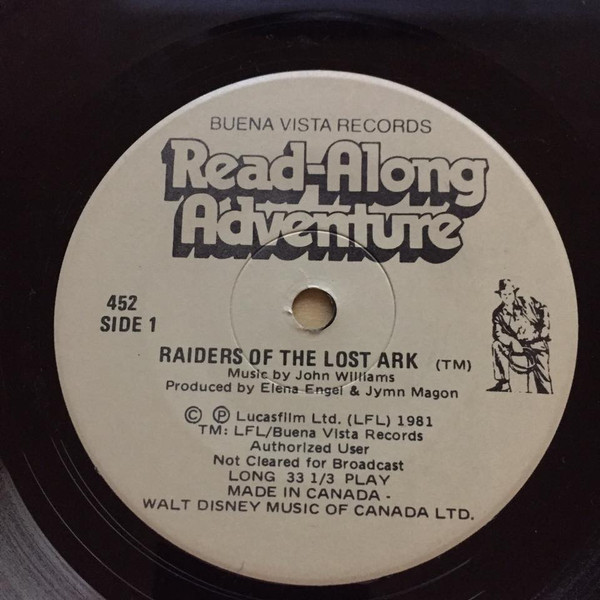 BUENA VISTA RECORDS
Read-Along
Adventure
452
SIDE 1
RAIDERS OF THE LOST ARK (TM)
Music by John Williams
Produced by Elena Engel & Jymn Magon
© ℗ Lucasfilm Ltd. (LFL) 1981
TM: LFL/Buena Vista Records
Authorized User
Not Cleared for Broadcast
LONG 33 1/3 PLAY
MADE IN CANADA -
WALT DISNEY MUSIC OF CANADA LTD.